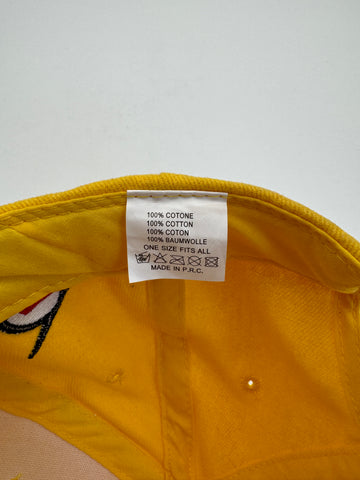 100% COTONE
100% COTTON
100% COTON
100% BAUMWOLLE
ONE SIZE FITS ALL
MADE IN P.R.C.